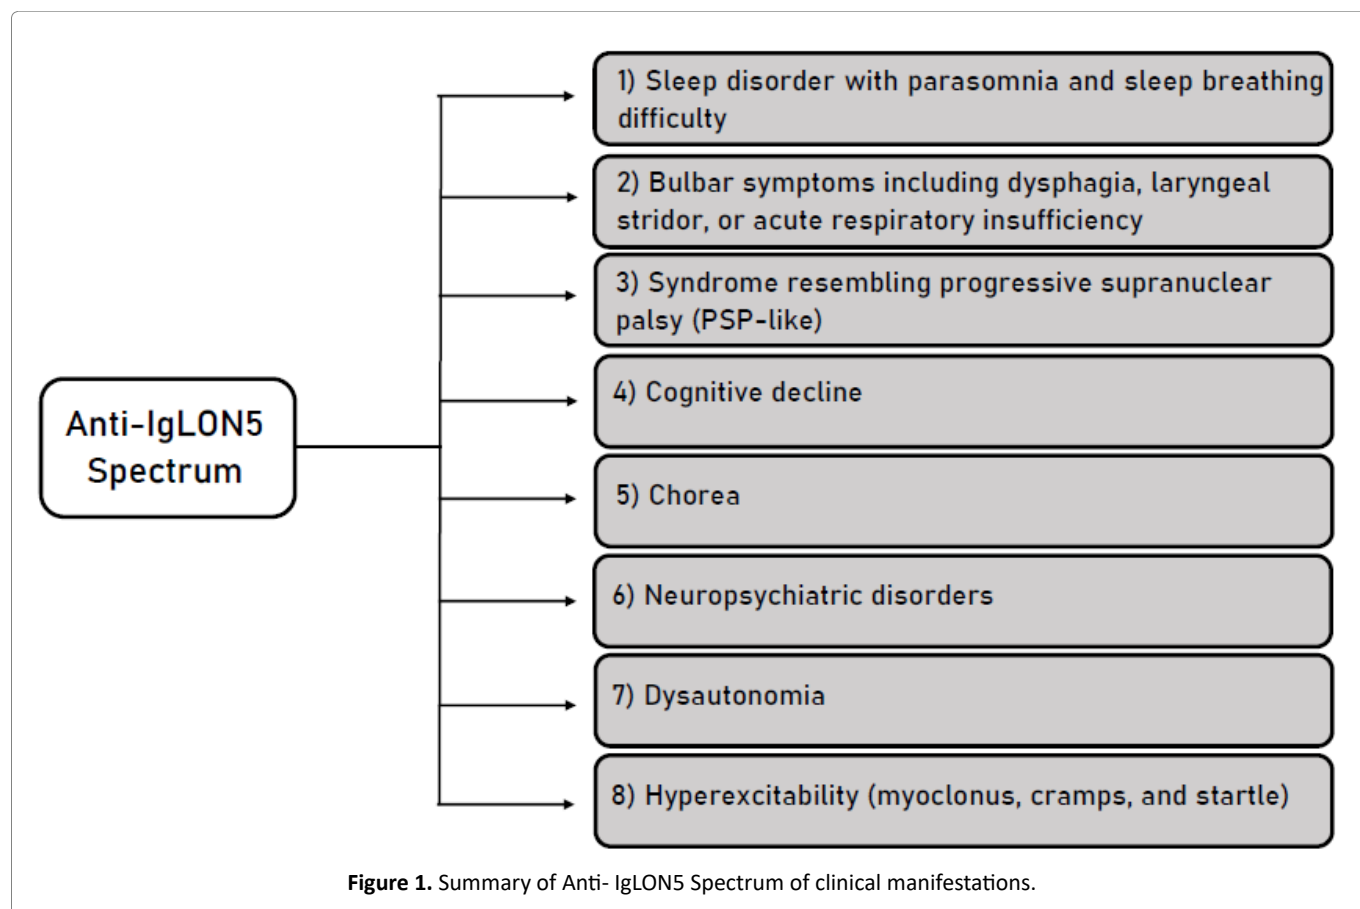 Anti-IgLON5
Spectrum
1) Sleep disorder with parasomnia and sleep breathing
difficulty
2) Bulbar symptoms including dysphagia, laryngeal
stridor, or acute respiratory insufficiency
3) Syndrome resembling progressive supranuclear
palsy (PSP-like)
4) Cognitive decline
5) Chorea
6) Neuropsychiatric disorders
7) Dysautonomia
8) Hyperexcitability (myoclonus, cramps, and startle)
Figure 1. Summary of Anti- IgLON5 Spectrum of clinical manifestations.